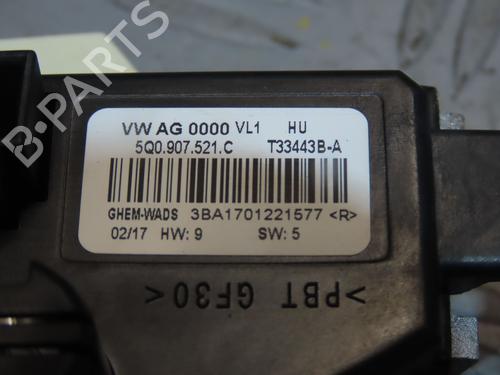 VW AG 0000 VL1 HU
5Q0.907.521.C T33443B-A
GHEM-WADS 3BA1701221577 <R>
02/17 HW: 9 SW: 5
>PBT GF30<
B-PARTS